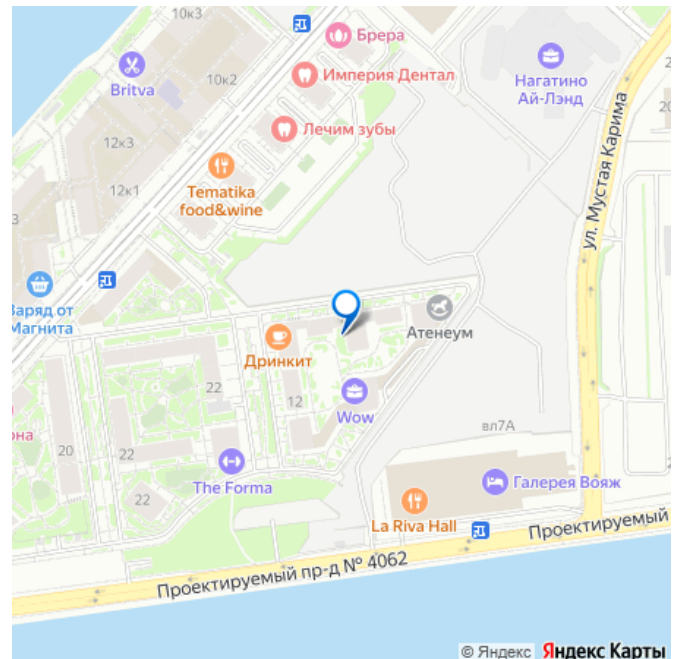 10к3
Брера
Britva
10к2
Империя Дентал
Нагатино
Ай-Лэнд
Лечим зубы
12к3
12к1
Tematika
food&wine
ул. Мустая Карима
3
Заряд от
Магнита
Атенеум
Дринкит
22
12
Wow
она
20
22
The Forma
вл7А
Галерея Вояж
22
La Riva Hall
Проектируемый
Проектируемый пр-д № 4062
© Яндекс Яндекс Карты